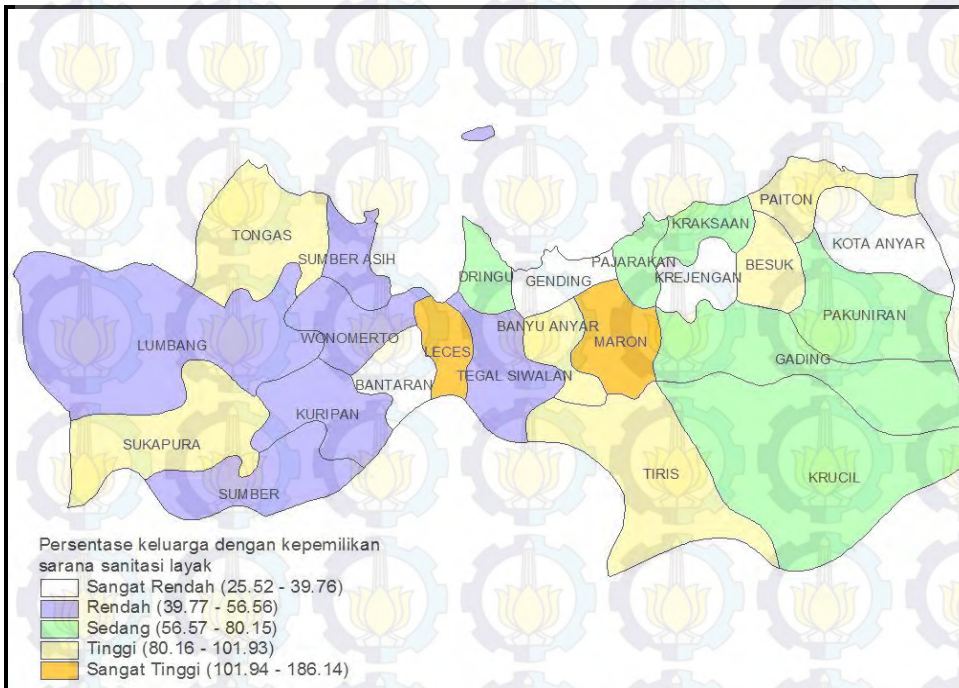 PAITON
KRAKSAAN
TONGAS
KOTA ANYAR
SUMBER ASIH
PAJARAKAN
BESUK
DRINGU
GENDING
KREJENGAN
PAKUNIRAN
BANYU ANYAR
WONOMERTO
LUMBANG
LECES
MARON
GADING
TEGAL SIWALAN
BANTARAN
KURIPAN
SUKAPURA
TIRIS
KRUCIL
SUMBER
Persentase keluarga dengan kepemilikan
sarana sanitasi layak
Sangat Rendah (25.52 - 39.76)
Rendah (39.77 - 56.56)
Sedang (56.57 - 80.15)
Tinggi (80.16 - 101.93)
Sangat Tinggi (101.94 - 186.14)